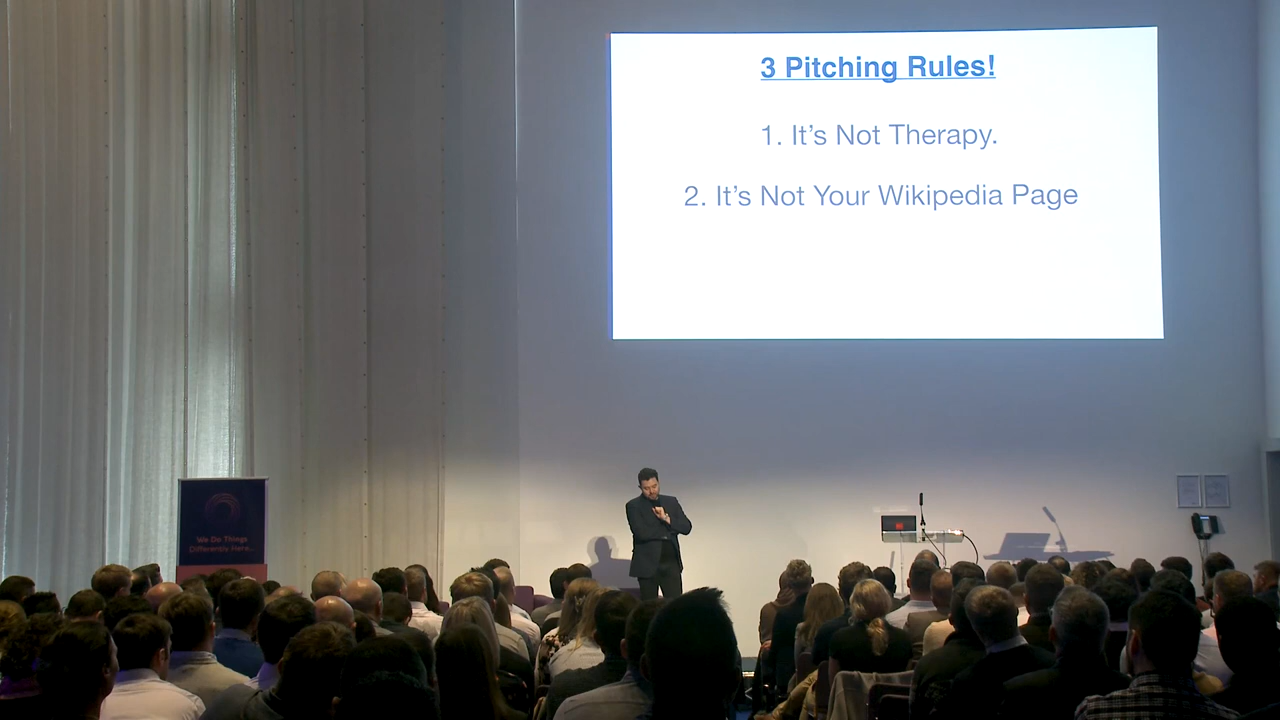 3 Pitching Rules!
1. It’s Not Therapy.
2. It’s Not Your Wikipedia Page
We Do Things
Differently Here...